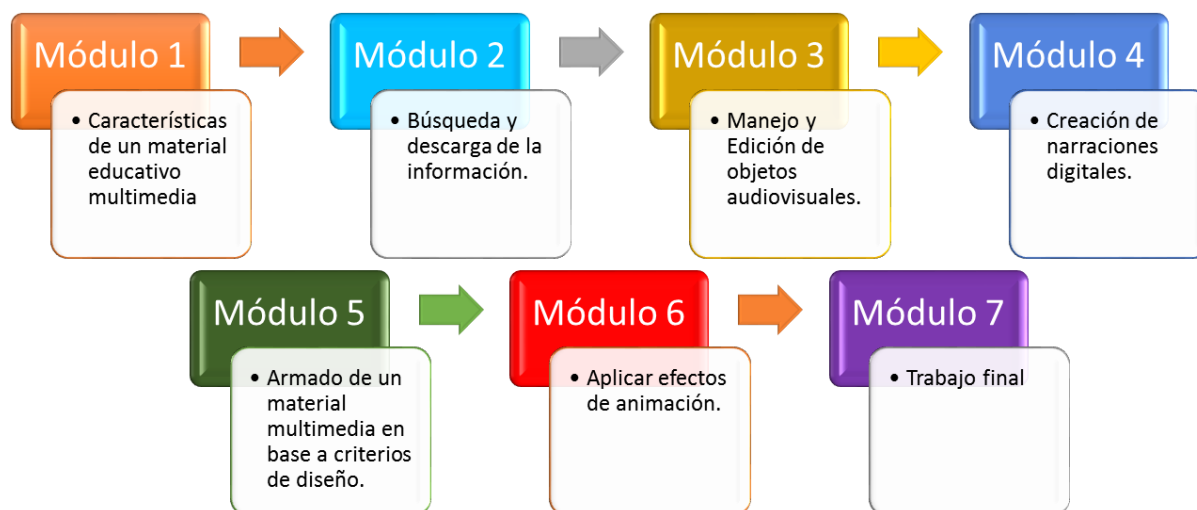 Módulo 1
• Características
de un material
educativo
multimedia
Módulo 2
• Búsqueda y
descarga de la
información.
Módulo 3
• Manejo y
Edición de
objetos
audiovisuales.
Módulo 4
• Creación de
narraciones
digitales.
Módulo 5
• Armado de un
material
multimedia en
base a criterios
de diseño.
Módulo 6
• Aplicar efectos
de animación.
Módulo 7
• Trabajo final